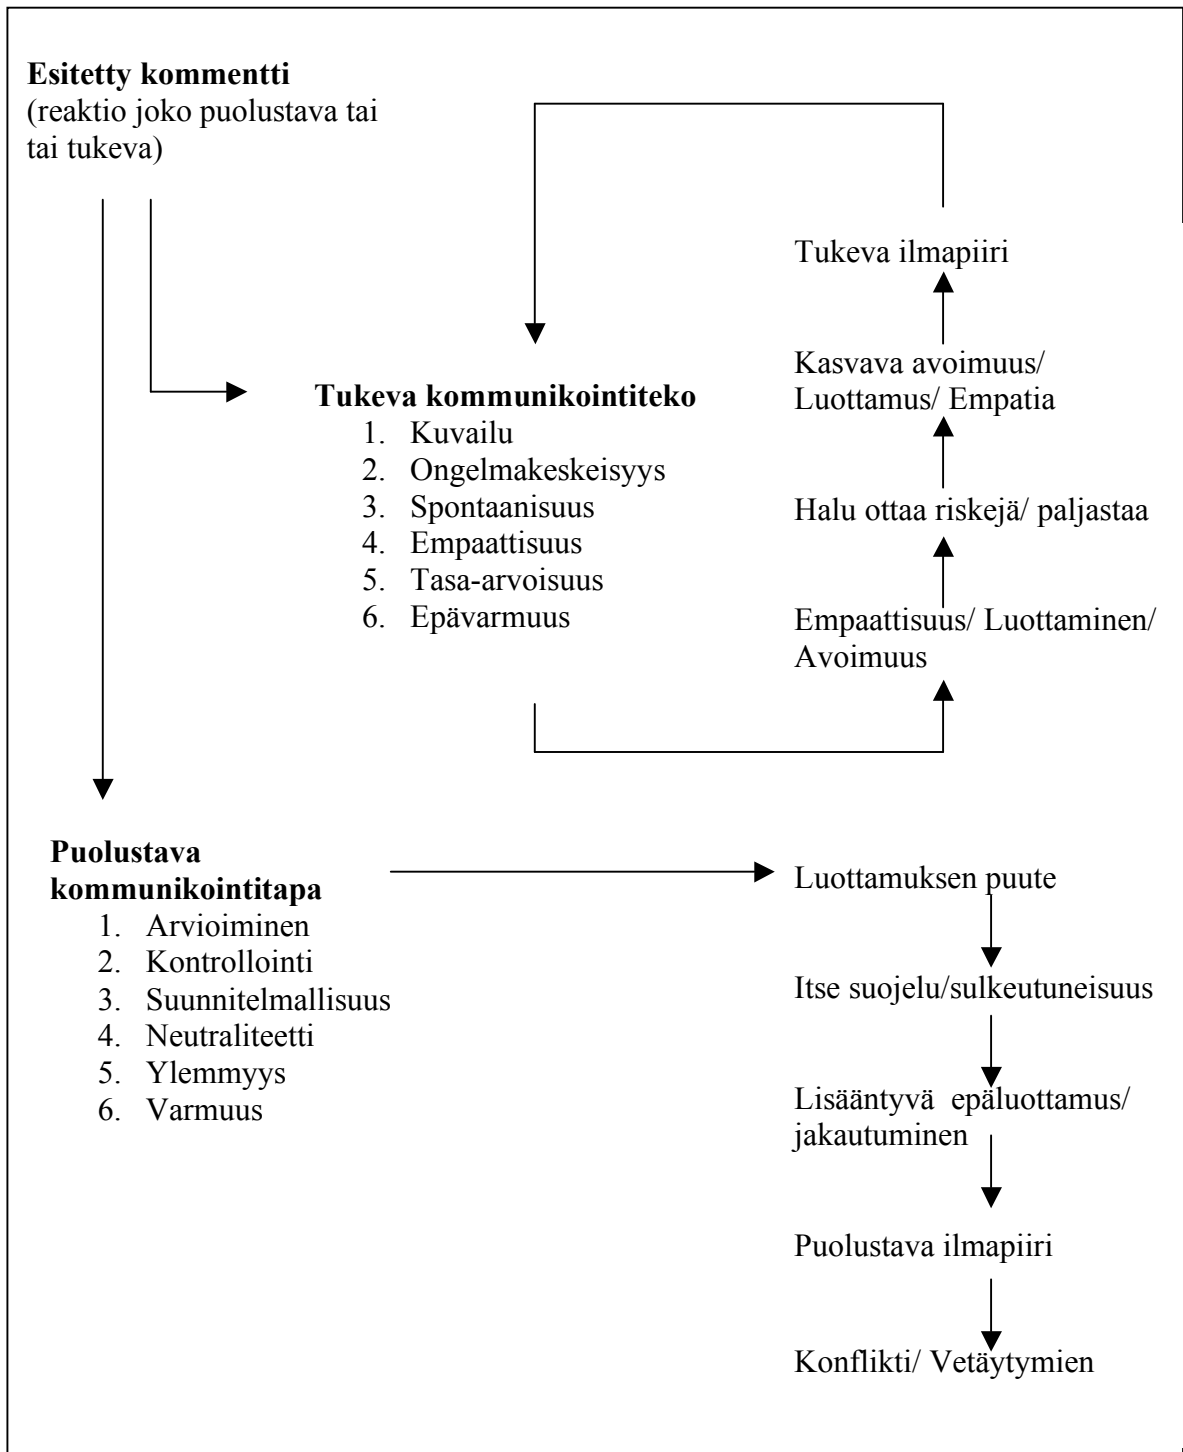 Esitetty kommentti
(reaktio joko puolustava tai
tai tukeva)
Tukeva ilmapiiri
Kasvava avoimuus/
Luottamus/ Empatia
Tukeva kommunikointiteko
1. Kuvailu
2. Ongelmakeskeisyys
3. Spontaanisuus
4. Empaattisuus
5. Tasa-arvoisuus
6. Epävarmuus
Halu ottaa riskejä/ paljastaa
Empaattisuus/ Luottaminen/
Avoimuus
Puolustava
kommunikointitapa
1. Arvioiminen
2. Kontrollointi
3. Suunnitelmallisuus
4. Neutraliteetti
5. Ylemmyys
6. Varmuus
Luottamuksen puute
Itse suojelu/sulkeutuneisuus
Lisääntyvä  epäluottamus/
jakautuminen
Puolustava ilmapiiri
Konflikti/ Vetäytymien